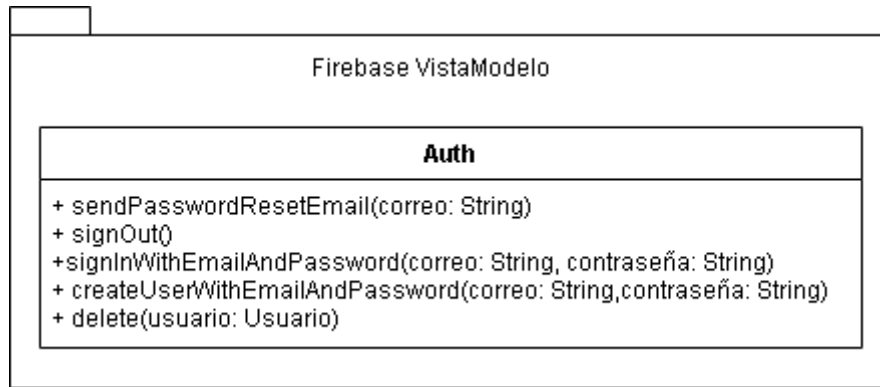 Firebase VistaModelo
Auth
+ sendPasswordResetEmail(correo: String)
+ signOut()
+signInWithEmailAndPassword(correo: String, contraseña: String)
+ createUserWithEmailAndPassword(correo: String,contraseña: String)
+ delete(usuario: Usuario)